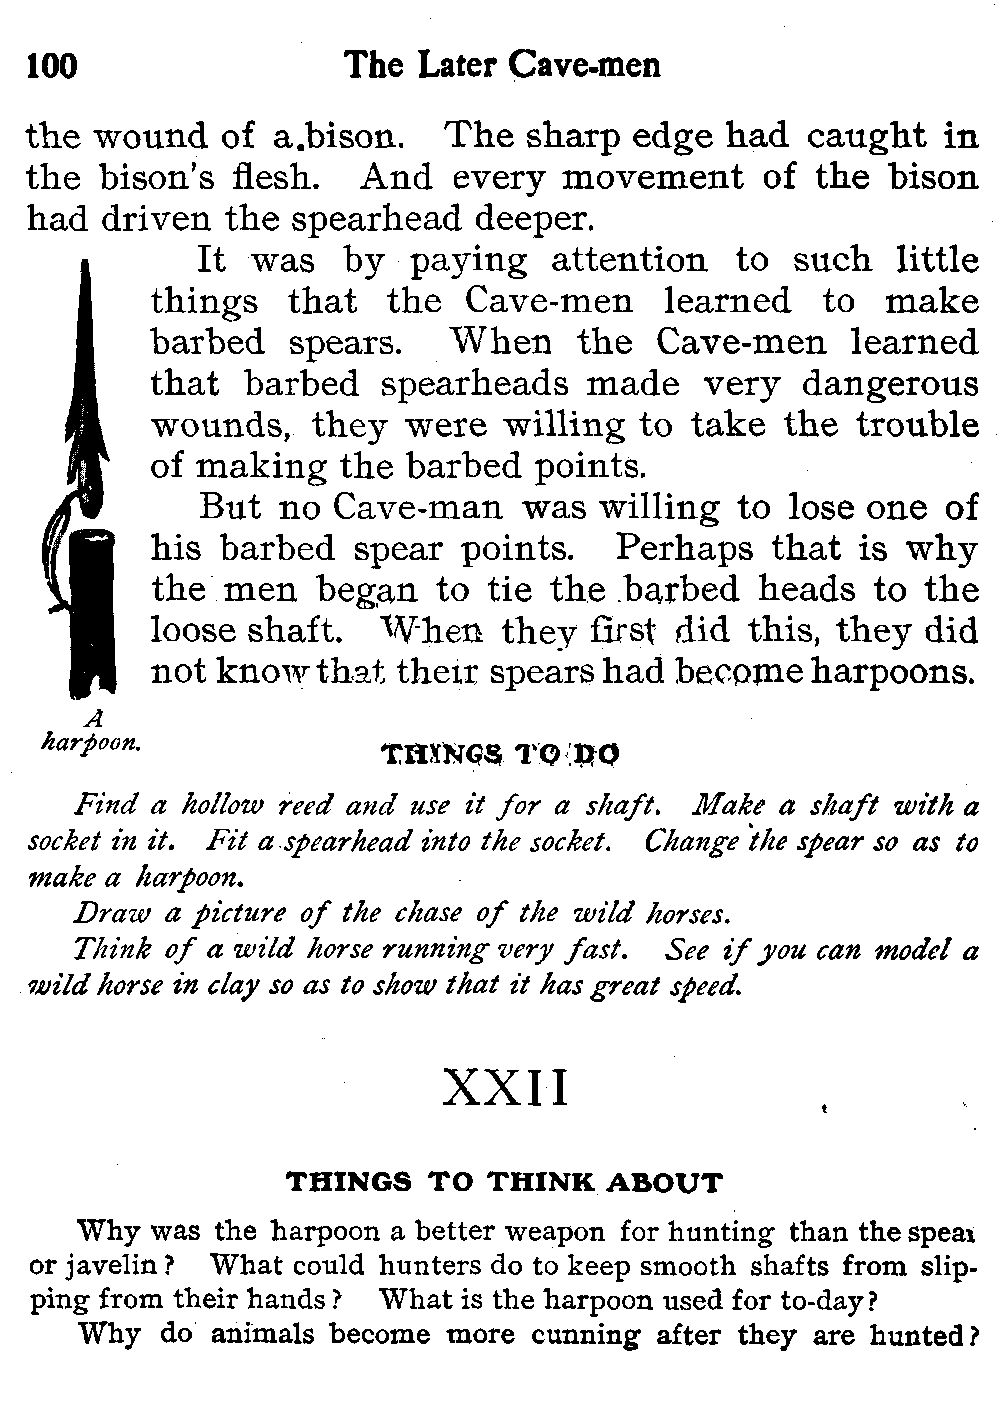 100 The Later Cave-men
the wound of a bison. The sharp edge had caught in
the bison's flesh. And every movement of the bison
had driven the spearhead deeper.
It was by paying attention to such little
things that the Cave-men learned to make
barbed spears. When the Cave-men learned
that barbed spearheads made very dangerous
wounds, they were willing to take the trouble
of making the barbed points.
But no Cave-man was willing to lose one of
his barbed spear points. Perhaps that is why
the men began to tie the barbed heads to the
loose shaft. When they first did this, they did
not know that their spears had become harpoons.
A
harpoon.
THINGS TO DO
Find a hollow reed and use it for a shaft. Make a shaft with a
socket in it. Fit a spearhead into the socket. Change the spear so as to
make a harpoon.
Draw a picture of the chase of the wild horses.
Think of a wild horse running very fast. See if you can model a
wild horse in clay so as to show that it has great speed.
XXII
THINGS TO THINK ABOUT
Why was the harpoon a better weapon for hunting than the spear
or javelin? What could hunters do to keep smooth shafts from slip-
ping from their hands? What is the harpoon used for to-day?
Why do animals become more cunning after they are hunted?